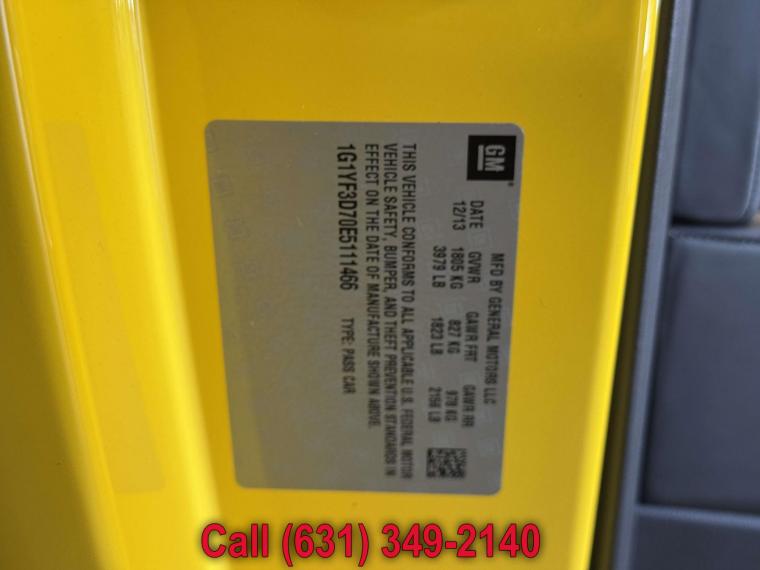 GM
MFD BY GENERAL MOTORS LLC
DATE GVWR GAWR FRT GAWR RR
12/13 1805 KG 827 KG 978 KG
3979 LB 1823 LB 2156 LB
THIS VEHICLE CONFORMS TO ALL APPLICABLE U.S. FEDERAL MOTOR
VEHICLE SAFETY, BUMPER, AND THEFT PREVENTION STANDARDS IN
EFFECT ON THE DATE OF MANUFACTURE SHOWN ABOVE.
1G1YF3D70E5111466 TYPE: PASS CAR
Call (631) 349-2140